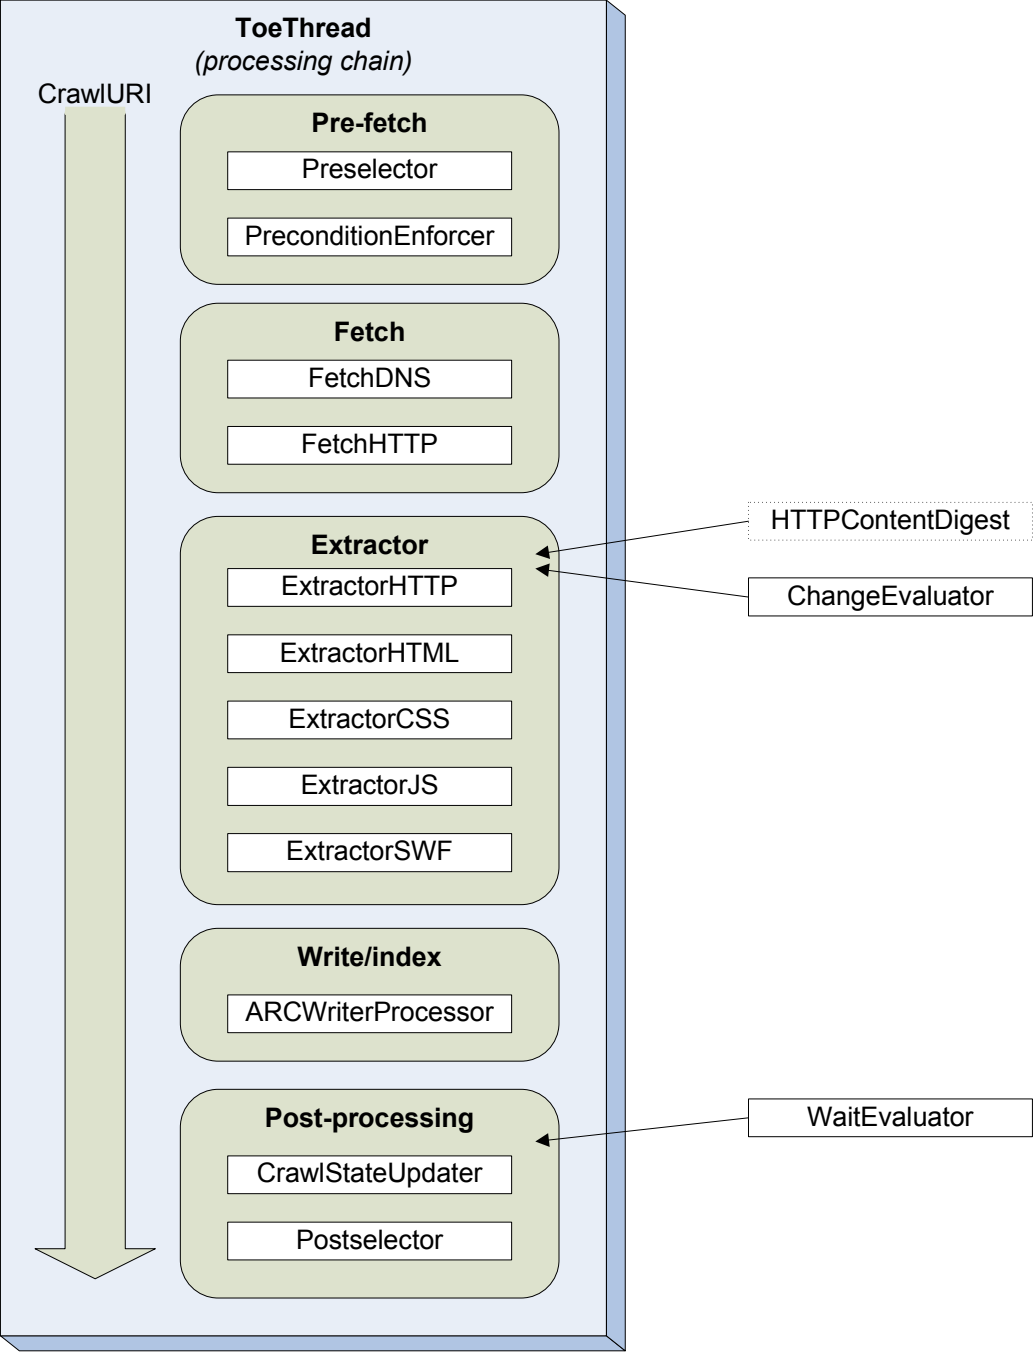 ToeThread
(processing chain)
CrawlURI
Pre-fetch
Preselector
PreconditionEnforcer
Fetch
FetchDNS
FetchHTTP
Extractor
ExtractorHTTP
ExtractorHTML
ExtractorCSS
ExtractorJS
ExtractorSWF
HTTPContentDigest
ChangeEvaluator
Write/index
ARCWriterProcessor
Post-processing
CrawlStateUpdater
Postselector
WaitEvaluator